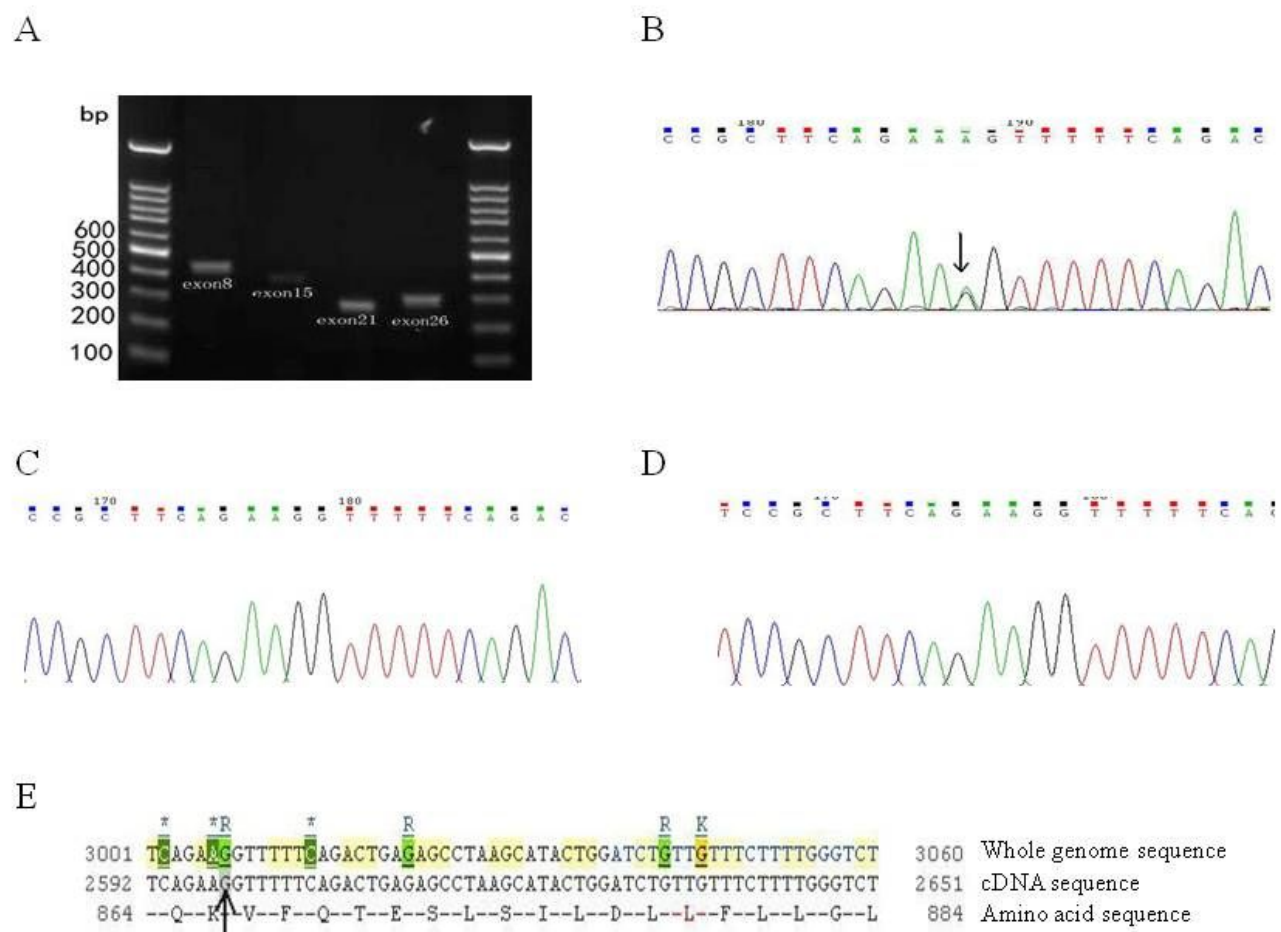 A
B
bp
600
500
400
300
200
100
exon8
exon15
exon21
exon26
180 190
C C G C T T C A G A A A G T T T T T C A G A C
C
D
170 180
C C G C T T C A G A A G G T T T T T C A G A C
170
T C C G C T T C A G A A G G T T T T T C A
E
* *R * R R K
3001 TCAGAAGGTTTTTCAGACTGAGAGCCTAAGCATACTGGATCTGTTGTTTCTTTTGGGTCT 3060 Whole genome sequence
2592 TCAGAAGGTTTTTCAGACTGAGAGCCTAAGCATACTGGATCTGTTGTTTCTTTTGGGTCT 2651 cDNA sequence
864 --Q--K--V--F--Q--T--E--S--L--S--I--L--D--L--L--F--L--L--G--L 884 Amino acid sequence